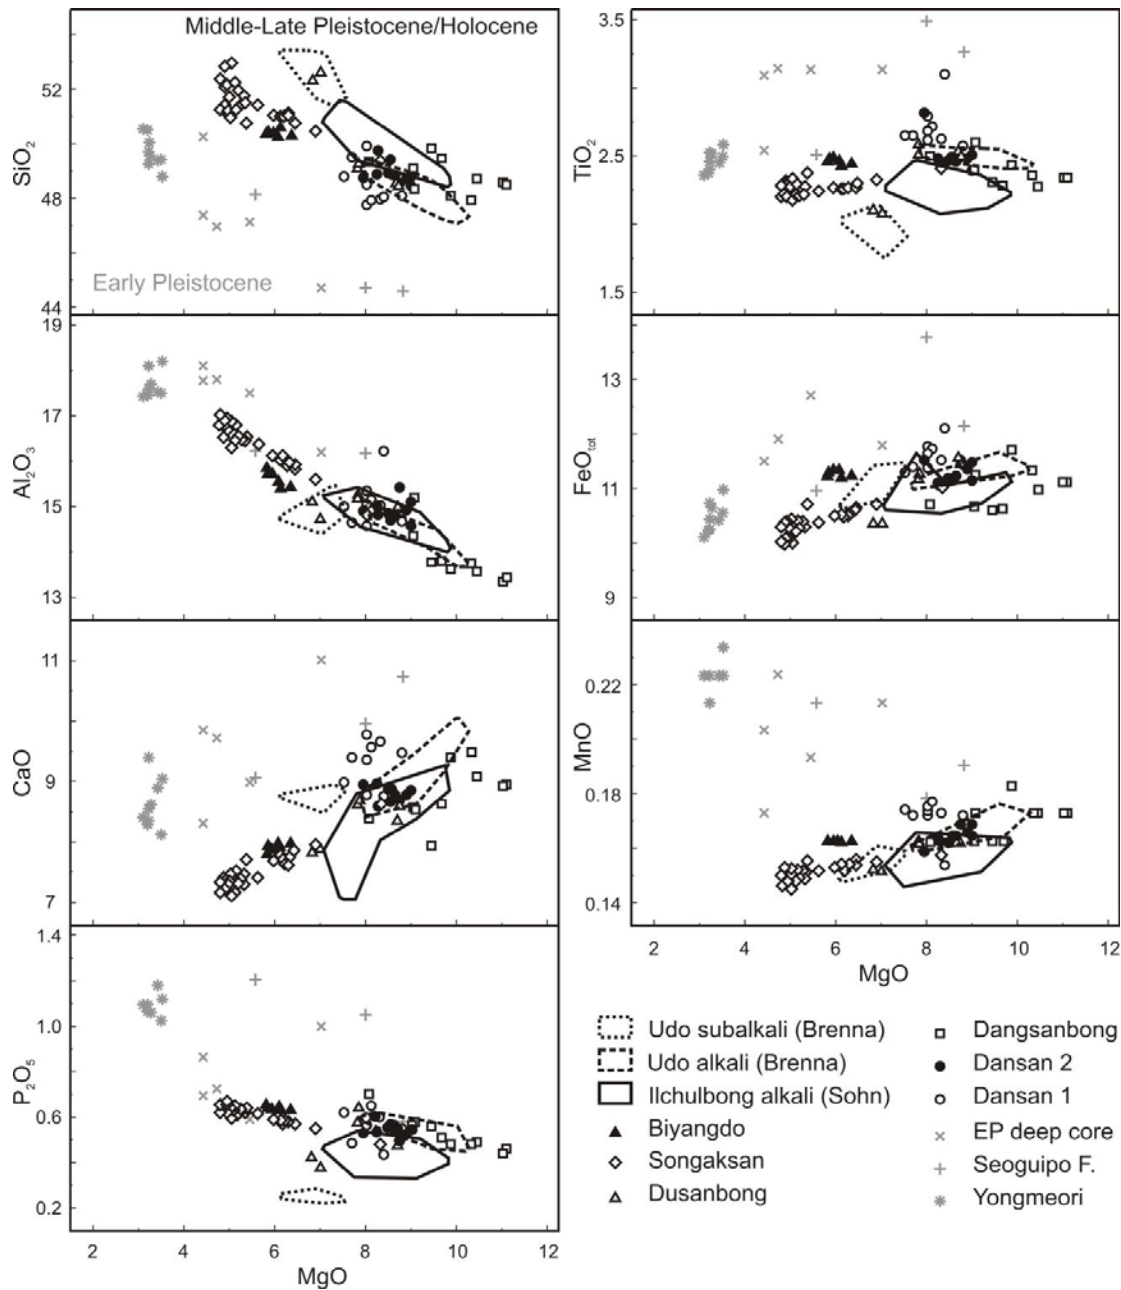 Middle-Late Pleistocene/Holocene
Early Pleistocene
SiO₂
52
48
44
TiO₂
3.5
2.5
1.5
Al₂O₃
19
17
15
13
FeOtot
13
11
9
CaO
11
9
7
MnO
0.22
0.18
0.14
2 4 6 8 10 12
MgO
P₂O₅
1.4
1.0
0.6
0.2
2 4 6 8 10 12
MgO
Udo subalkali (Brenna)
Udo alkali (Brenna)
Ilchulbong alkali (Sohn)
Biyangdo
Songaksan
Dusanbong
Dangsanbong
Dansan 2
Dansan 1
EP deep core
Seoguipo F.
Yongmeori